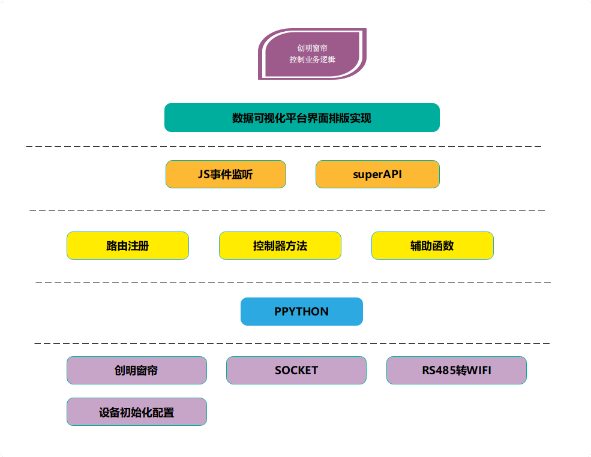 创明窗帘
控制业务逻辑
数据可视化平台界面排版实现
JS事件监听
superAPI
路由注册
控制器方法
辅助函数
PPYTHON
创明窗帘
SOCKET
RS485转WIFI
设备初始化配置